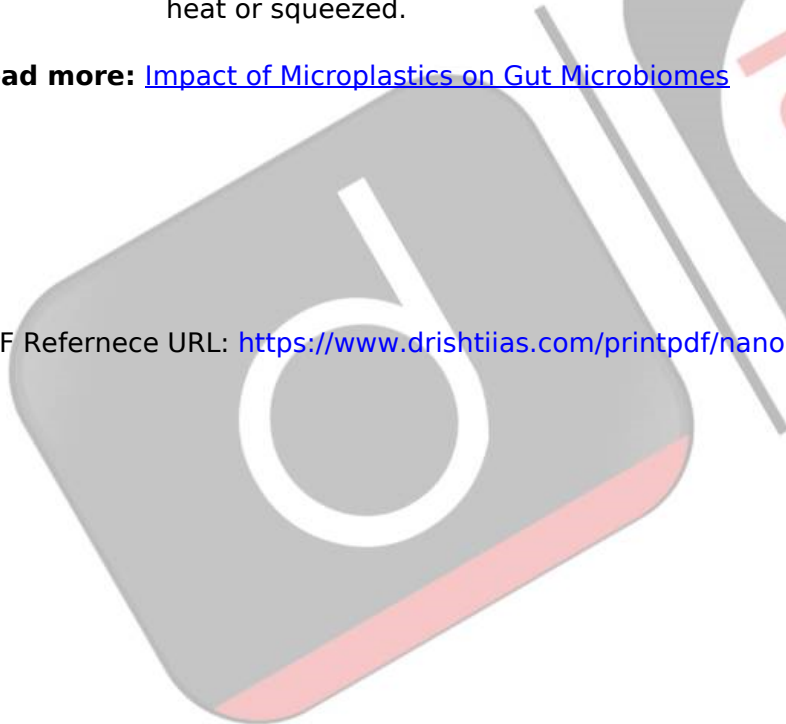 heat or squeezed.
ad more: Impact of Microplastics on Gut Microbiomes
F Refernece URL: https://www.drishtiias.com/printpdf/nano